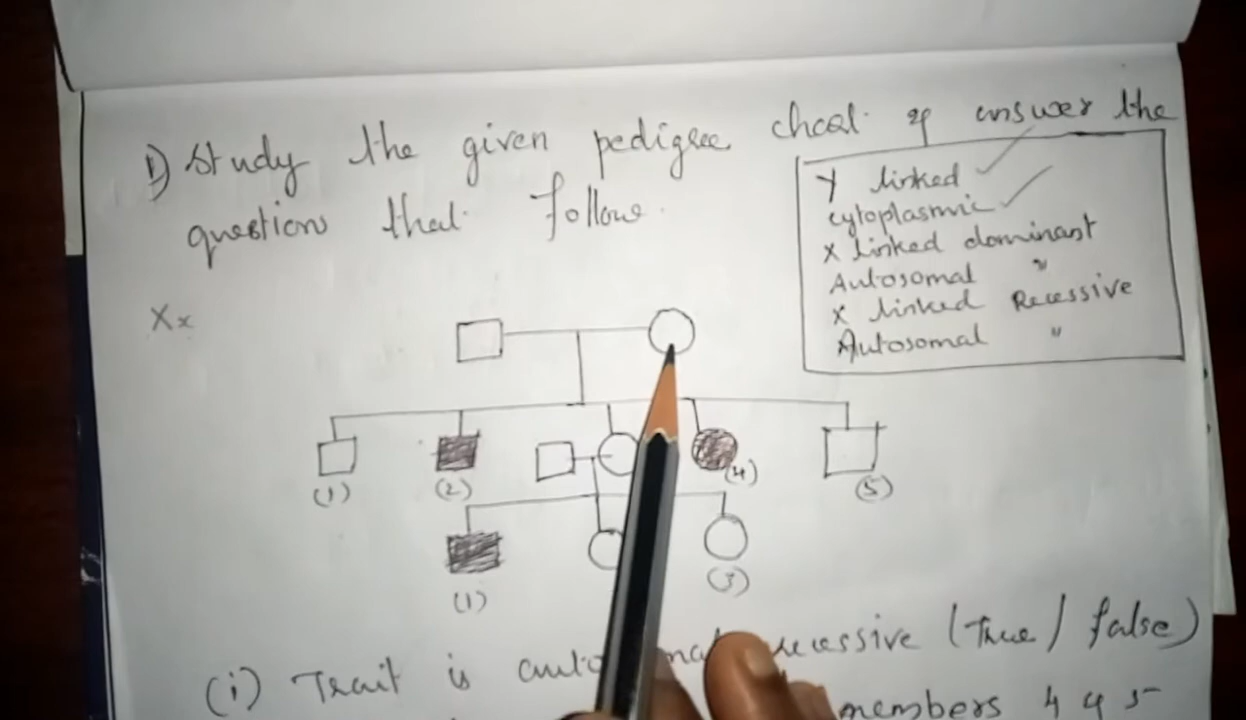 1) Study the given pedigree chart & answer the
questions that follow.
Y linked ✓
cytoplasmic ✓
X linked dominant
Autosomal "
X linked Recessive
Autosomal "
Xx
(1) (2) (4) (5)
(1) (3)
(i) Trait is recessive (True / false)
members 4 & 5